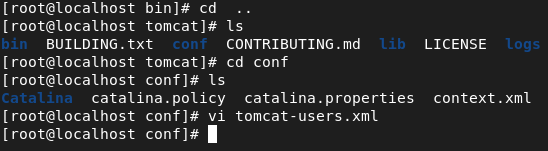 [root@localhost bin]# cd  ..
[root@localhost tomcat]# ls
bin  BUILDING.txt  conf  CONTRIBUTING.md  lib  LICENSE  logs
[root@localhost tomcat]# cd conf
[root@localhost conf]# ls
Catalina  catalina.policy  catalina.properties  context.xml
[root@localhost conf]# vi tomcat-users.xml
[root@localhost conf]#